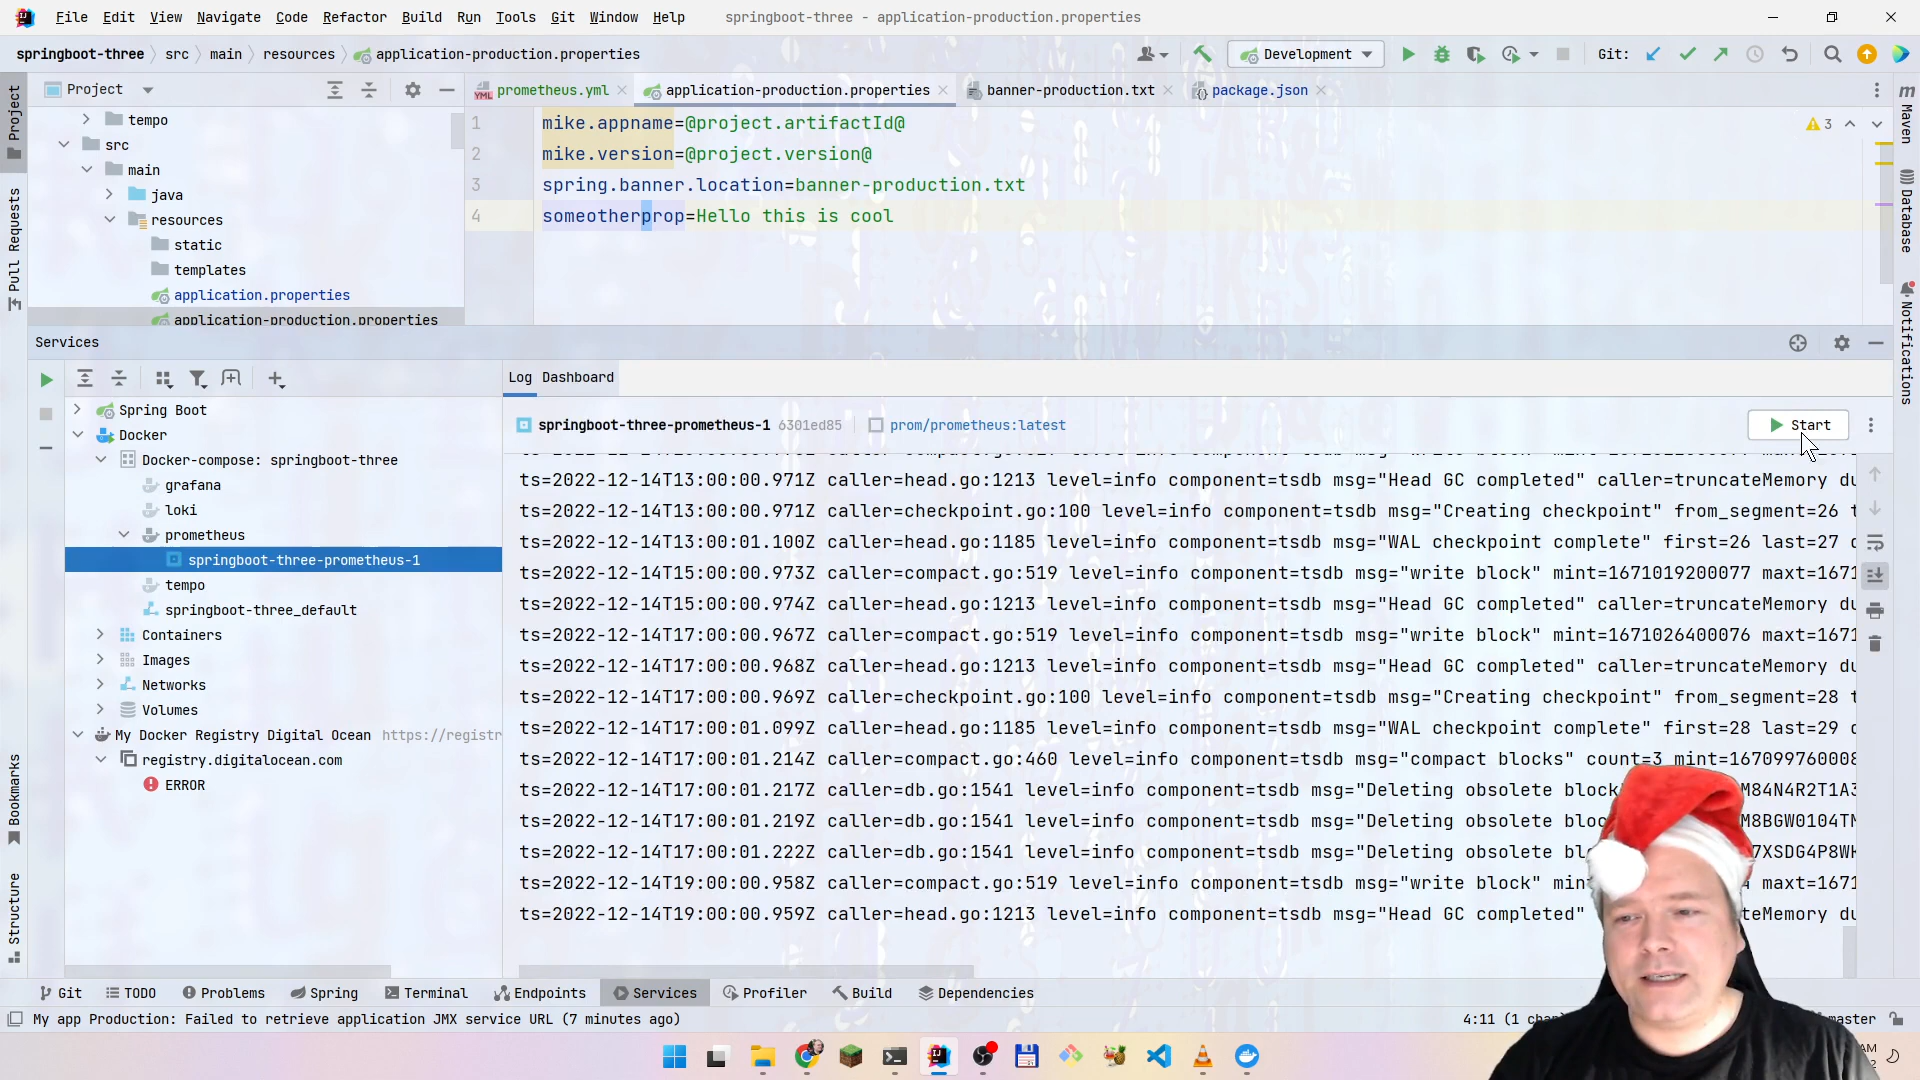 File Edit View Navigate Code Refactor Build Run Tools Git Window Help springboot-three - application-production.properties
springboot-three src main resources application-production.properties Development Git:
Project prometheus.yml application-production.properties banner-production.txt package.json
Project
Pull Requests
Bookmarks
Structure
tempo
src
main
java
resources
static
templates
application.properties
application-production.properties
1 mike.appname=@project.artifactId@
2 mike.version=@project.version@
3 spring.banner.location=banner-production.txt
4 someotherprop=Hello this is cool
3
Maven
Database
Notifications
Services
Log Dashboard
Spring Boot
Docker
Docker-compose: springboot-three
grafana
loki
prometheus
springboot-three-prometheus-1
tempo
springboot-three_default
Containers
Images
Networks
Volumes
My Docker Registry Digital Ocean https://registr
registry.digitalocean.com
ERROR
springboot-three-prometheus-1 6301ed85 prom/prometheus:latest Start
ts=2022-12-14T13:00:00.971Z caller=head.go:1213 level=info component=tsdb msg="Head GC completed" caller=truncateMemory du
ts=2022-12-14T13:00:00.971Z caller=checkpoint.go:100 level=info component=tsdb msg="Creating checkpoint" from_segment=26 t
ts=2022-12-14T13:00:01.100Z caller=head.go:1185 level=info component=tsdb msg="WAL checkpoint complete" first=26 last=27 d
ts=2022-12-14T15:00:00.973Z caller=compact.go:519 level=info component=tsdb msg="write block" mint=1671019200077 maxt=1671
ts=2022-12-14T15:00:00.974Z caller=head.go:1213 level=info component=tsdb msg="Head GC completed" caller=truncateMemory du
ts=2022-12-14T17:00:00.967Z caller=compact.go:519 level=info component=tsdb msg="write block" mint=1671026400076 maxt=1671
ts=2022-12-14T17:00:00.968Z caller=head.go:1213 level=info component=tsdb msg="Head GC completed" caller=truncateMemory du
ts=2022-12-14T17:00:00.969Z caller=checkpoint.go:100 level=info component=tsdb msg="Creating checkpoint" from_segment=28 t
ts=2022-12-14T17:00:01.099Z caller=head.go:1185 level=info component=tsdb msg="WAL checkpoint complete" first=28 last=29 d
ts=2022-12-14T17:00:01.214Z caller=compact.go:460 level=info component=tsdb msg="compact blocks" count=3 mint=167099760008
ts=2022-12-14T17:00:01.217Z caller=db.go:1541 level=info component=tsdb msg="Deleting obsolete block M84N4R2T1A3
ts=2022-12-14T17:00:01.219Z caller=db.go:1541 level=info component=tsdb msg="Deleting obsolete bloc M8BGW0104TM
ts=2022-12-14T17:00:01.222Z caller=db.go:1541 level=info component=tsdb msg="Deleting obsolete bl 7XSDG4P8WK
ts=2022-12-14T19:00:00.958Z caller=compact.go:519 level=info component=tsdb msg="write block" min 4 maxt=1671
ts=2022-12-14T19:00:00.959Z caller=head.go:1213 level=info component=tsdb msg="Head GC completed" ateMemory du
Git TODO Problems Spring Terminal Endpoints Services Profiler Build Dependencies
My app Production: Failed to retrieve application JMX service URL (7 minutes ago) 4:11 (1 char master
AM